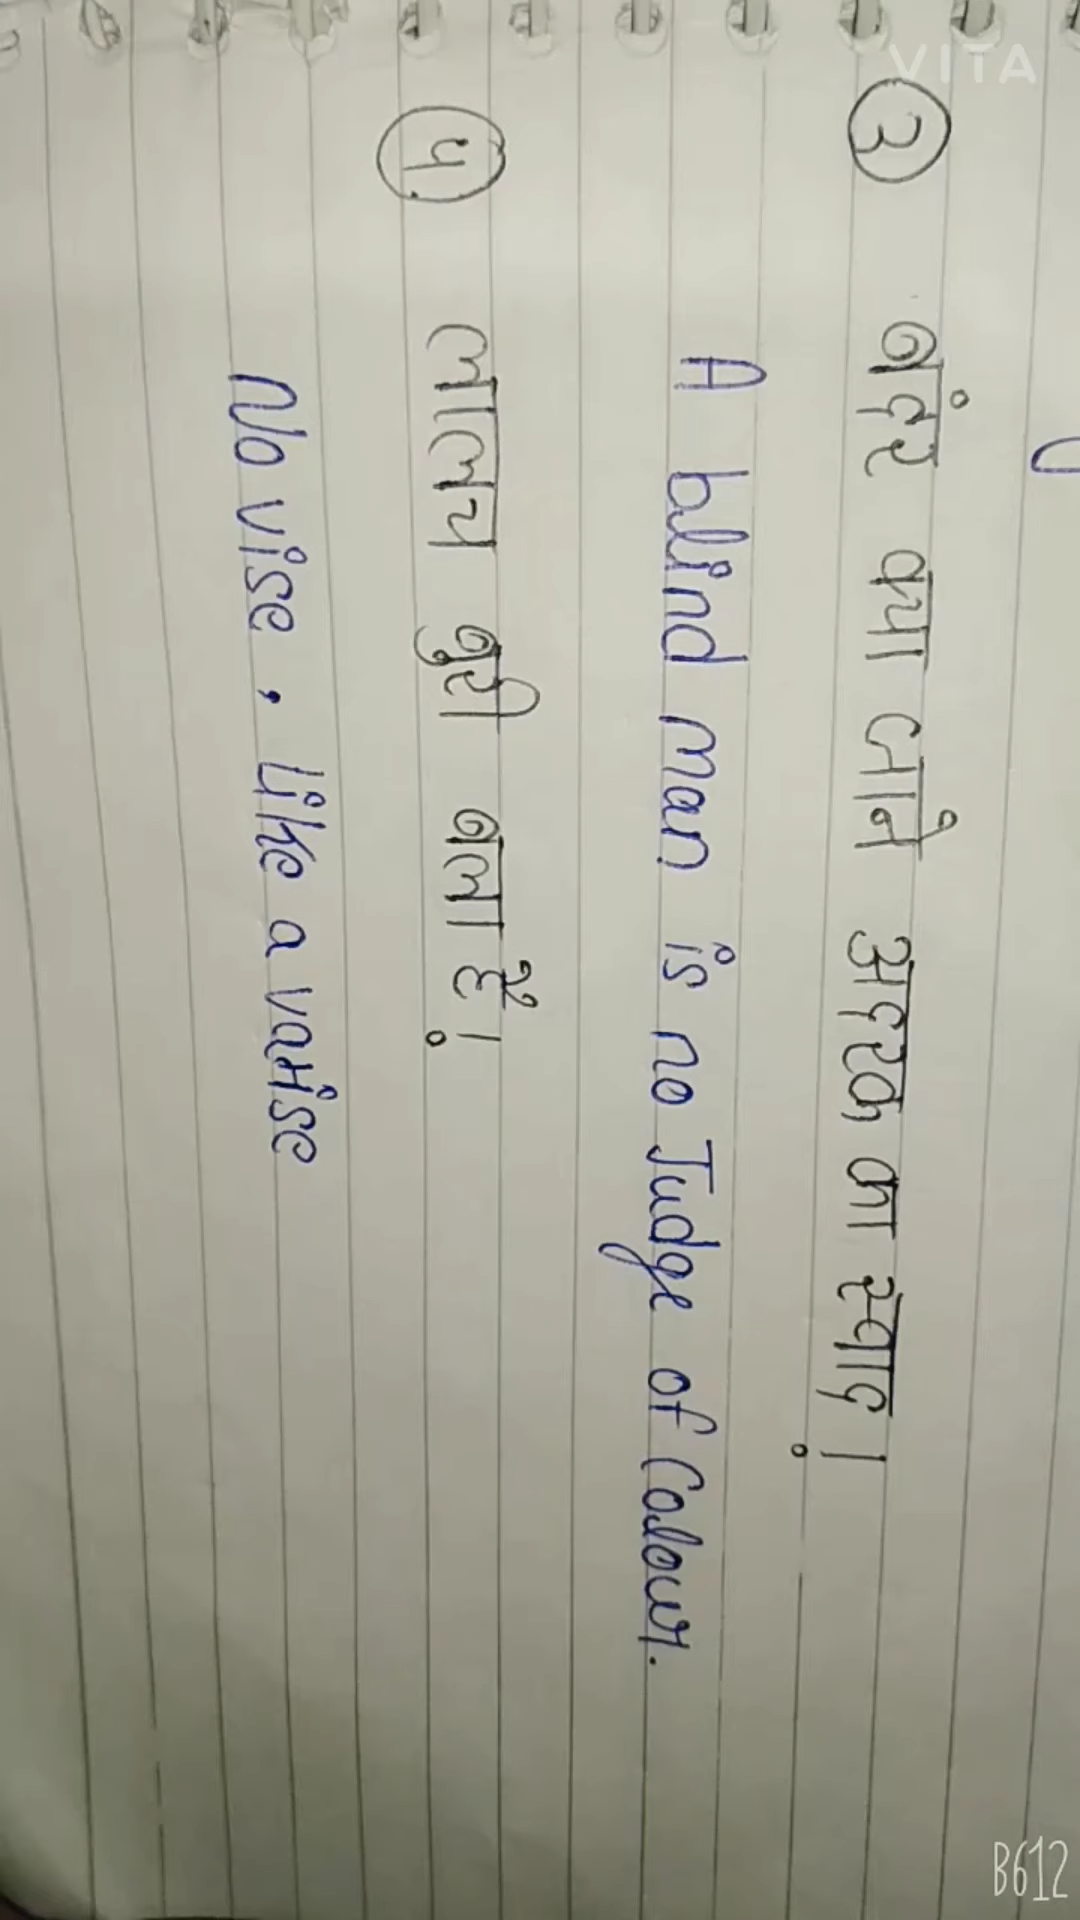 ③ बंदर क्या जाने अदरक का स्वाद।
A blind man is no Judge of Colour.
④. लालच बुरी बला हैं।
No vise, like a varise
VITA
B612